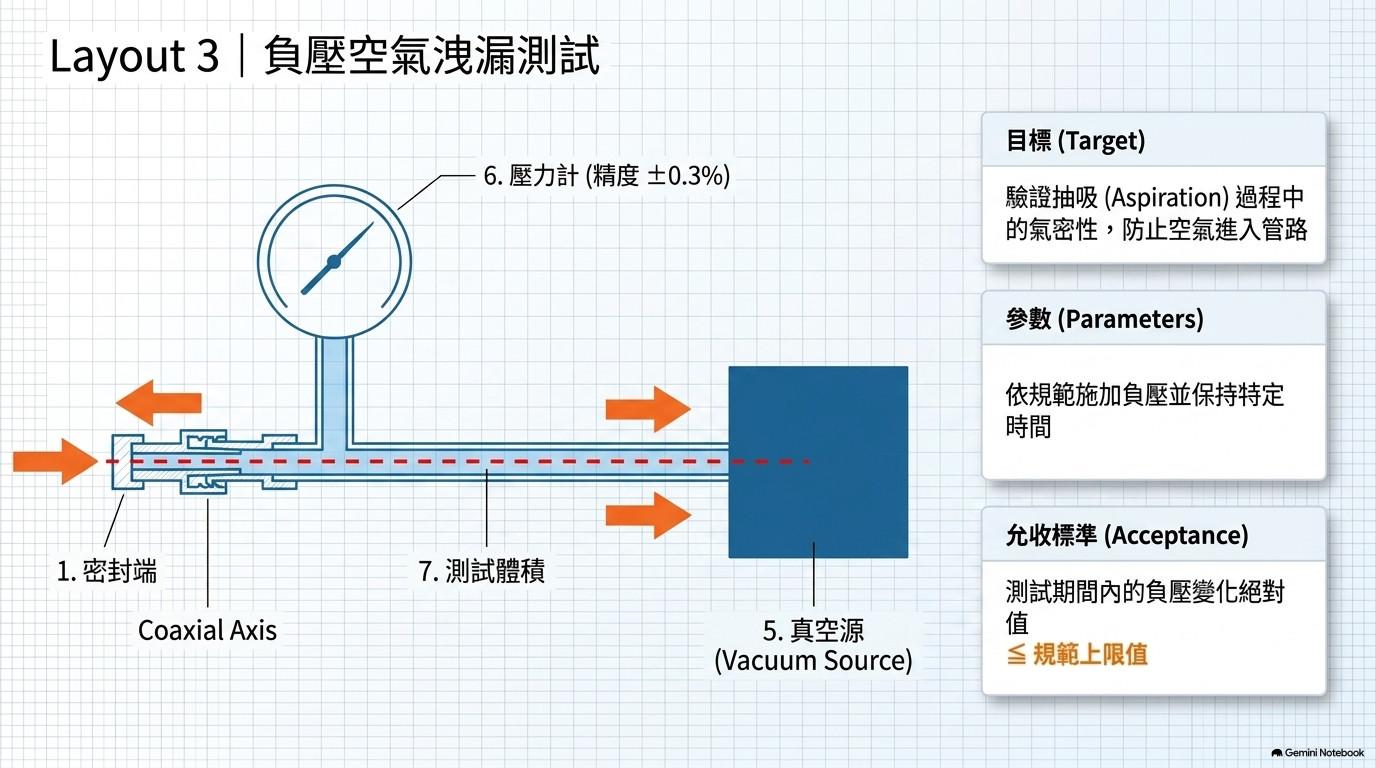 Layout 3｜負壓空氣洩漏測試
6. 壓力計 (精度 ±0.3%)
1. 密封端
Coaxial Axis
7. 測試體積
5. 真空源
(Vacuum Source)
目標 (Target)
驗證抽吸 (Aspiration) 過程中
的氣密性，防止空氣進入管路
參數 (Parameters)
依規範施加負壓並保持特定
時間
允收標準 (Acceptance)
測試期間內的負壓變化絕對
值
≦ 規範上限值
Gemini Notebook